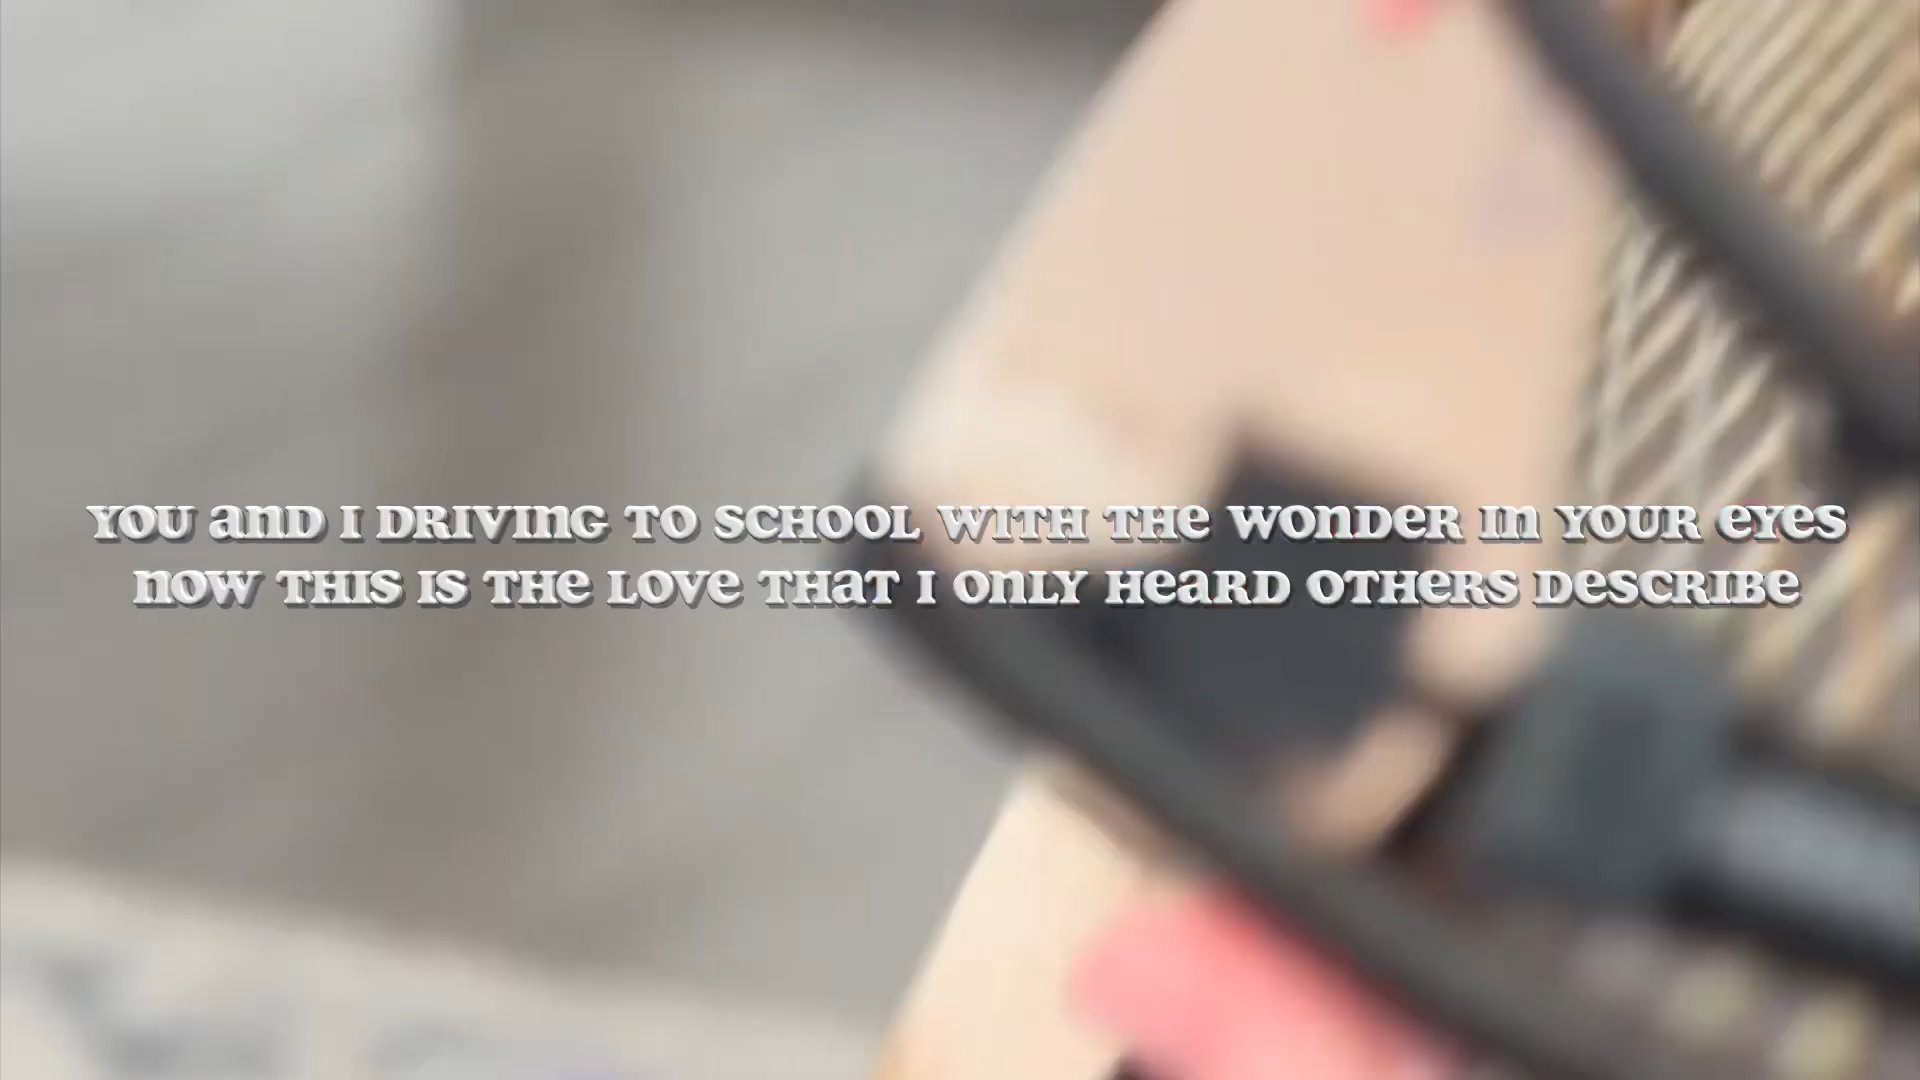 YOU anD I DRIVInG TO SCHOOL WITH THe WOnDeR In YOUR eYes
nOW THIS IS THe LOVe THaT I OnLY HeaRD OTHeRS DeSCRIBe